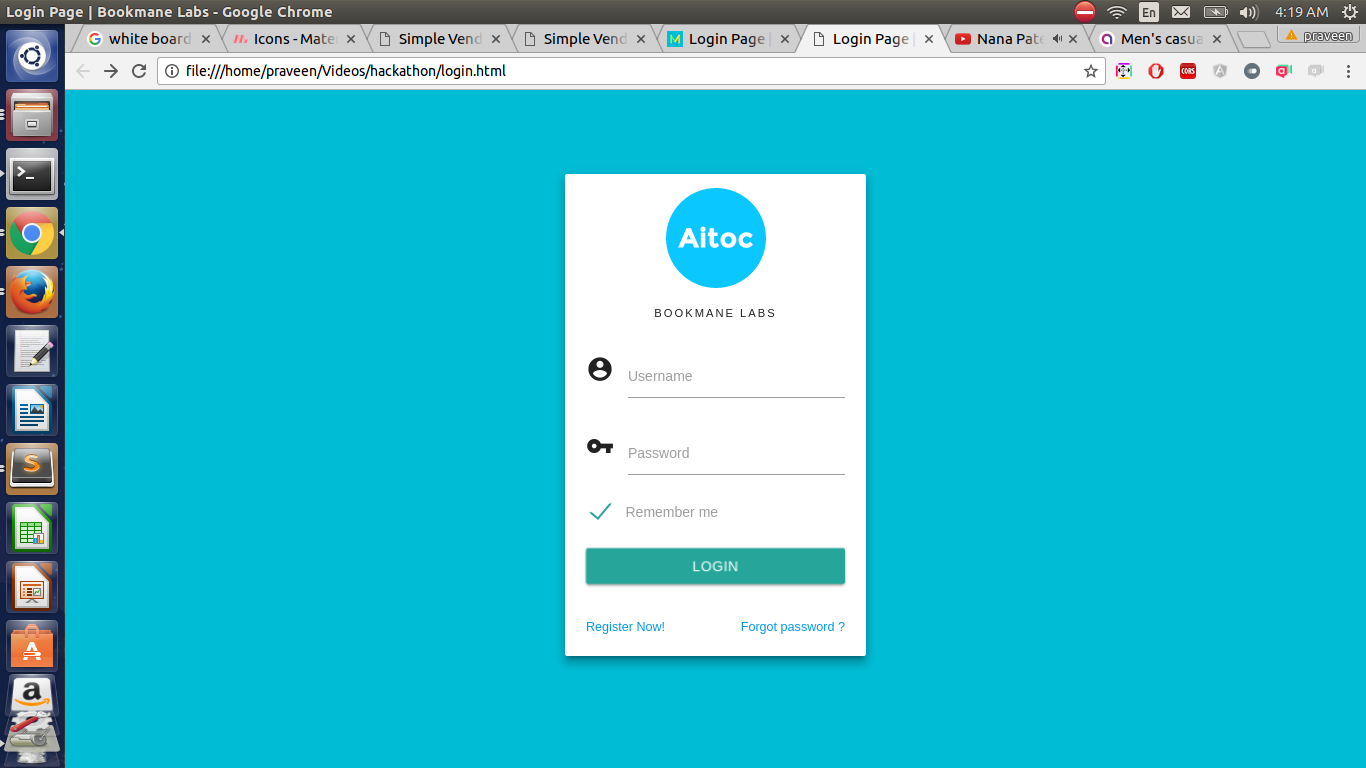 Login Page | Bookmane Labs - Google Chrome
En
4:19 AM
white board
Icons - Mater
Simple Vend
Simple Vend
Login Page |
Login Page |
Nana Pate
Men's casua
praveen
file:///home/praveen/Videos/hackathon/login.html
CORS
Aitoc
BOOKMANE LABS
Username
Password
Remember me
LOGIN
Register Now!
Forgot password ?